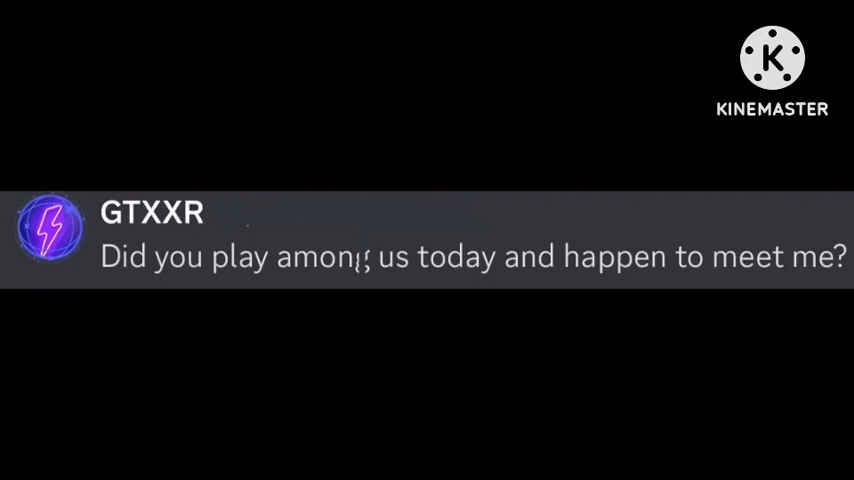 K
KINEMASTER
GTXXR
Did you play among us today and happen to meet me?